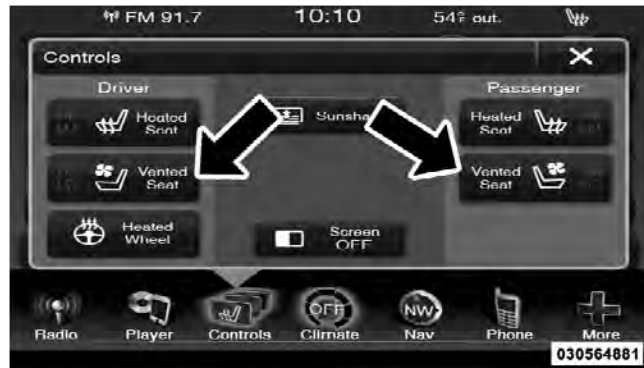 FM 91.7 10:10 54° out.
Controls
Driver Passenger
Heated Seat
Sunsha
Heated Seat
Vented Seat
Vented Seat
Heated Wheel
Screen OFF
OFF NW
Radio Player Controls Climate Nav Phone More
030564881